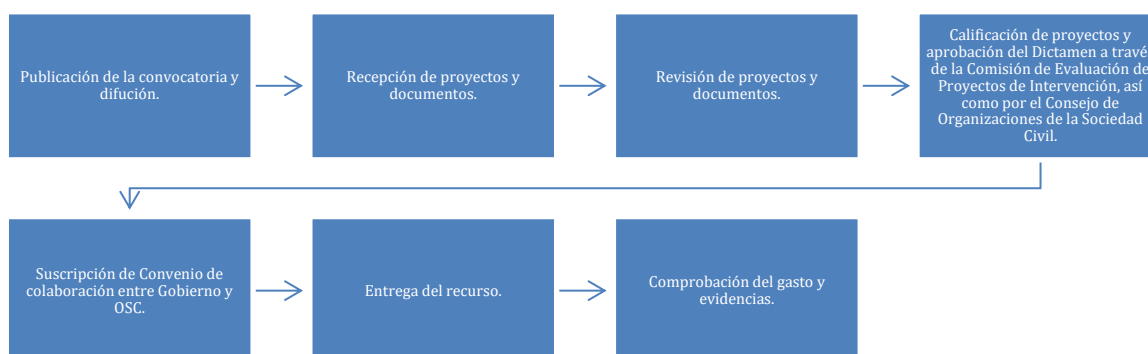 Publicación de la convocatoria y
difución.
Recepción de proyectos y
documentos.
Revisión de proyectos y
documentos.
Calificación de proyectos y
aprobación del Dictamen a travé
de la Comisión de Evaluación de
Proyectos de Intervención, así
como por el Consejo de
Organizaciones de la Sociedad
Civil.
Suscripción de Convenio de
colaboración entre Gobierno y
OSC.
Entrega del recurso.
Comprobación del gasto y
evidencias.